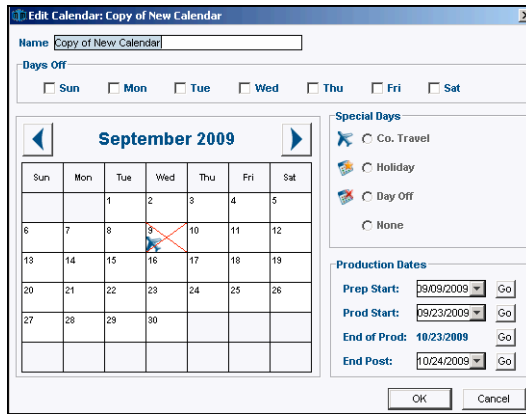 Edit Calendar: Copy of New Calendar
Name Copy of New Calendar
Days Off
Sun Mon Tue Wed Thu Fri Sat
September 2009
Sun Mon Tue Wed Thu Fri Sat
1 2 3 4 5
6 7 8 9 10 11 12
13 14 15 16 17 18 19
20 21 22 23 24 25 26
27 28 29 30
Special Days
Co. Travel
Holiday
Day Off
None
Production Dates
Prep Start: 09/09/2009 Go
Prod Start: 09/23/2009 Go
End of Prod: 10/23/2009 Go
End Post: 10/24/2009 Go
OK Cancel